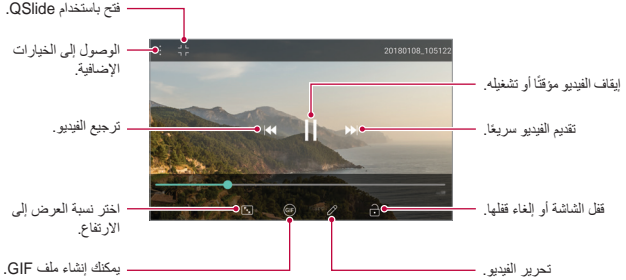 فتح باستخدام QSlide.
الوصول إلى الخيارات
الإضافية.
20180108_105122
إيقاف الفيديو مؤقتًا أو تشغيله.
ترجيع الفيديو.
تقديم الفيديو سريعًا.
اختر نسبة العرض إلى
الارتفاع.
قفل الشاشة أو إلغاء قفلها.
GIF
يمكنك إنشاء ملف GIF.
تحرير الفيديو.